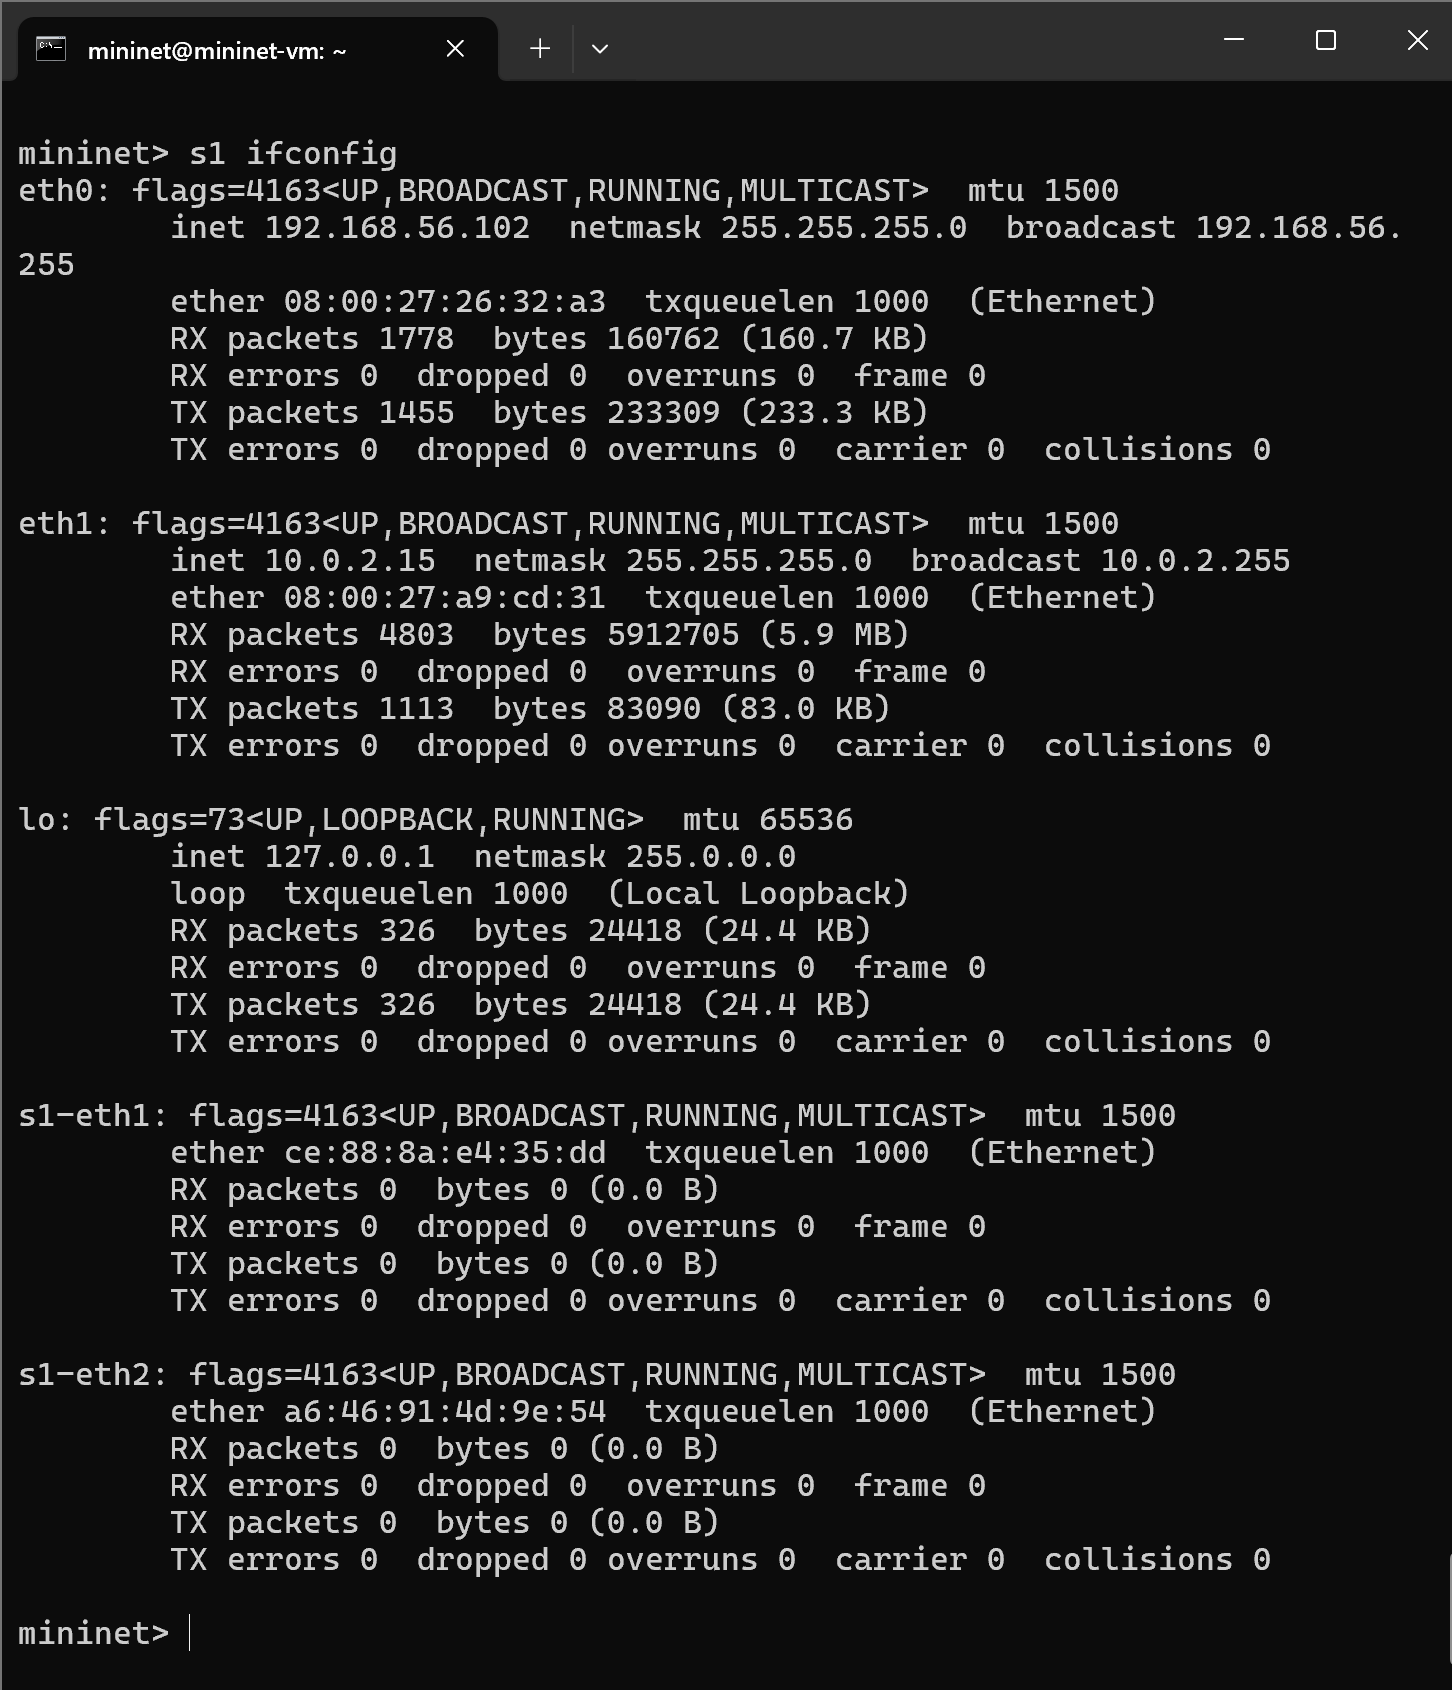 mininet@mininet-vm: ~
mininet> s1 ifconfig
eth0: flags=4163<UP,BROADCAST,RUNNING,MULTICAST>  mtu 1500
        inet 192.168.56.102  netmask 255.255.255.0  broadcast 192.168.56.
255
        ether 08:00:27:26:32:a3  txqueuelen 1000  (Ethernet)
        RX packets 1778  bytes 160762 (160.7 KB)
        RX errors 0  dropped 0  overruns 0  frame 0
        TX packets 1455  bytes 233309 (233.3 KB)
        TX errors 0  dropped 0 overruns 0  carrier 0  collisions 0

eth1: flags=4163<UP,BROADCAST,RUNNING,MULTICAST>  mtu 1500
        inet 10.0.2.15  netmask 255.255.255.0  broadcast 10.0.2.255
        ether 08:00:27:a9:cd:31  txqueuelen 1000  (Ethernet)
        RX packets 4803  bytes 5912705 (5.9 MB)
        RX errors 0  dropped 0  overruns 0  frame 0
        TX packets 1113  bytes 83090 (83.0 KB)
        TX errors 0  dropped 0 overruns 0  carrier 0  collisions 0

lo: flags=73<UP,LOOPBACK,RUNNING>  mtu 65536
        inet 127.0.0.1  netmask 255.0.0.0
        loop  txqueuelen 1000  (Local Loopback)
        RX packets 326  bytes 24418 (24.4 KB)
        RX errors 0  dropped 0  overruns 0  frame 0
        TX packets 326  bytes 24418 (24.4 KB)
        TX errors 0  dropped 0 overruns 0  carrier 0  collisions 0

s1-eth1: flags=4163<UP,BROADCAST,RUNNING,MULTICAST>  mtu 1500
        ether ce:88:8a:e4:35:dd  txqueuelen 1000  (Ethernet)
        RX packets 0  bytes 0 (0.0 B)
        RX errors 0  dropped 0  overruns 0  frame 0
        TX packets 0  bytes 0 (0.0 B)
        TX errors 0  dropped 0 overruns 0  carrier 0  collisions 0

s1-eth2: flags=4163<UP,BROADCAST,RUNNING,MULTICAST>  mtu 1500
        ether a6:46:91:4d:9e:54  txqueuelen 1000  (Ethernet)
        RX packets 0  bytes 0 (0.0 B)
        RX errors 0  dropped 0  overruns 0  frame 0
        TX packets 0  bytes 0 (0.0 B)
        TX errors 0  dropped 0 overruns 0  carrier 0  collisions 0

mininet>